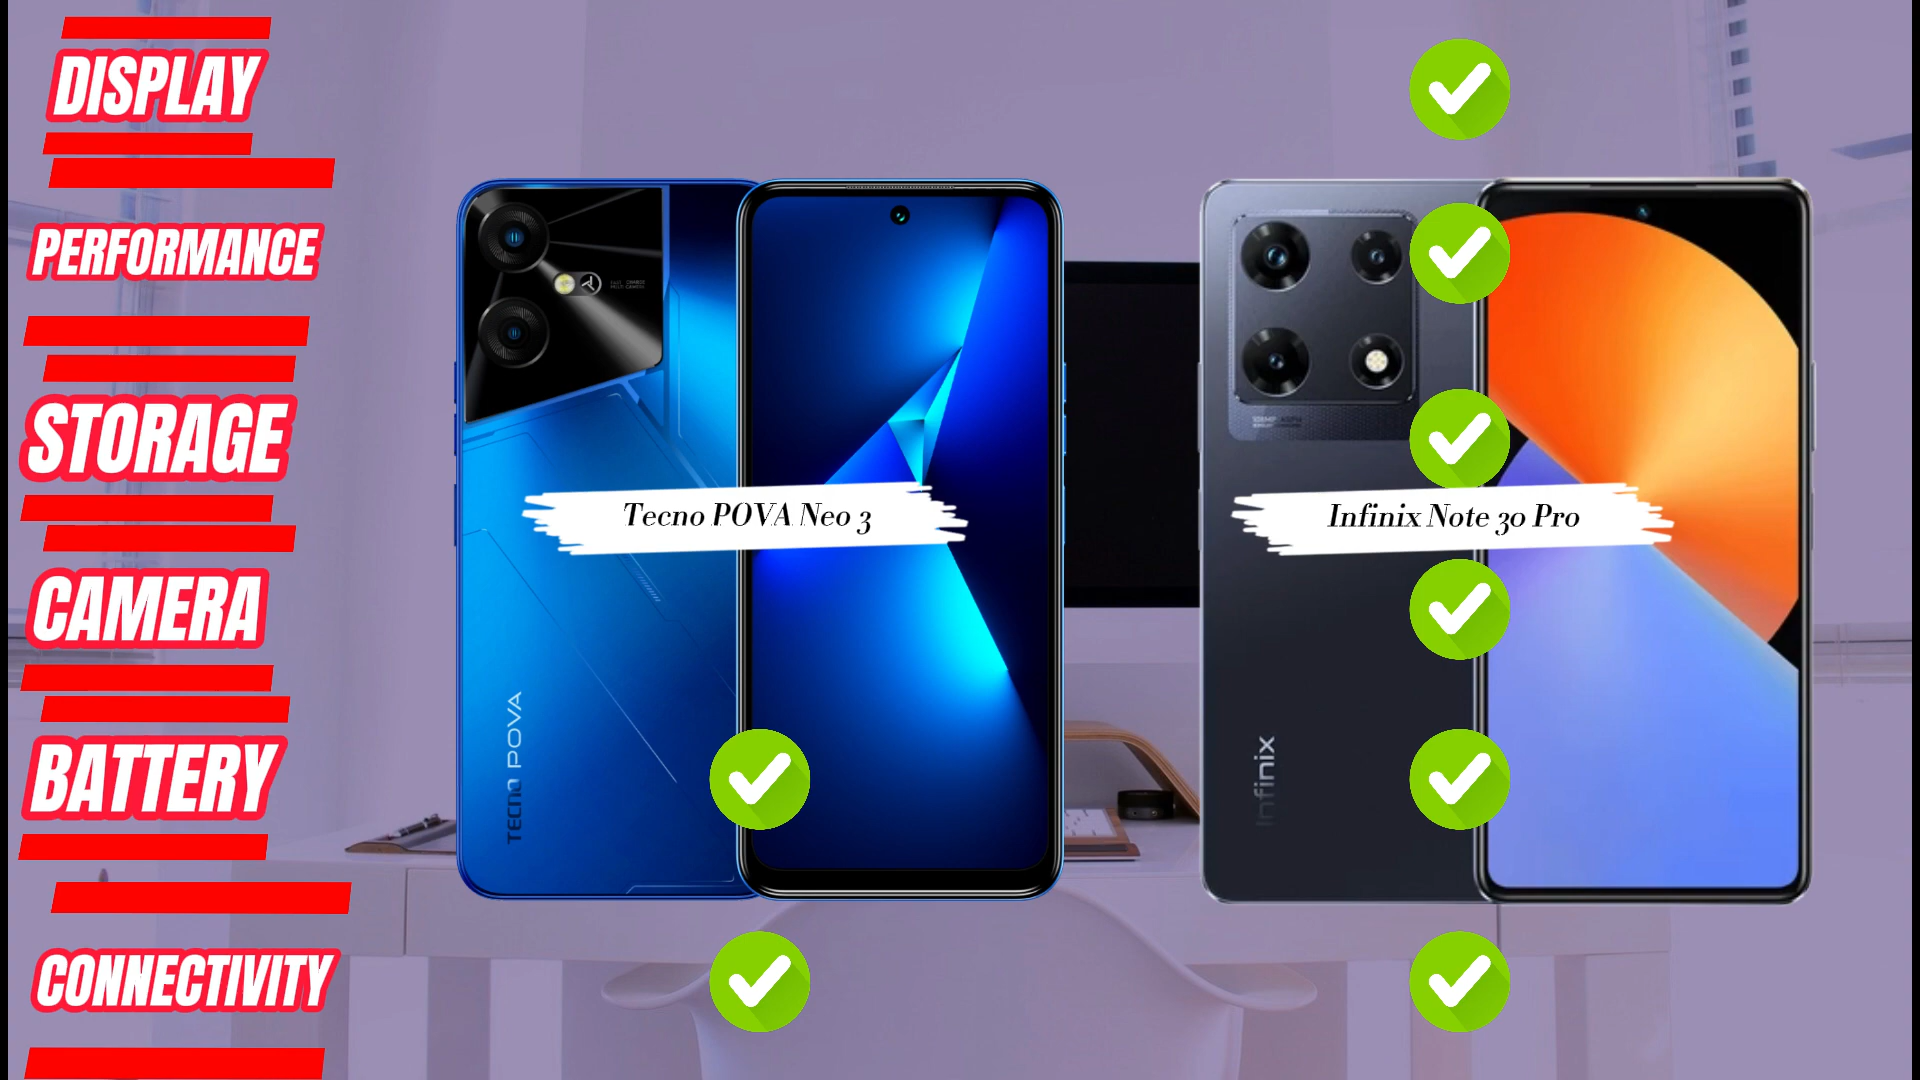 DISPLAY
PERFORMANCE
STORAGE
CAMERA
BATTERY
CONNECTIVITY
Tecno POVA Neo 3
TECNO POVA
Infinix Note 30 Pro
Infinix